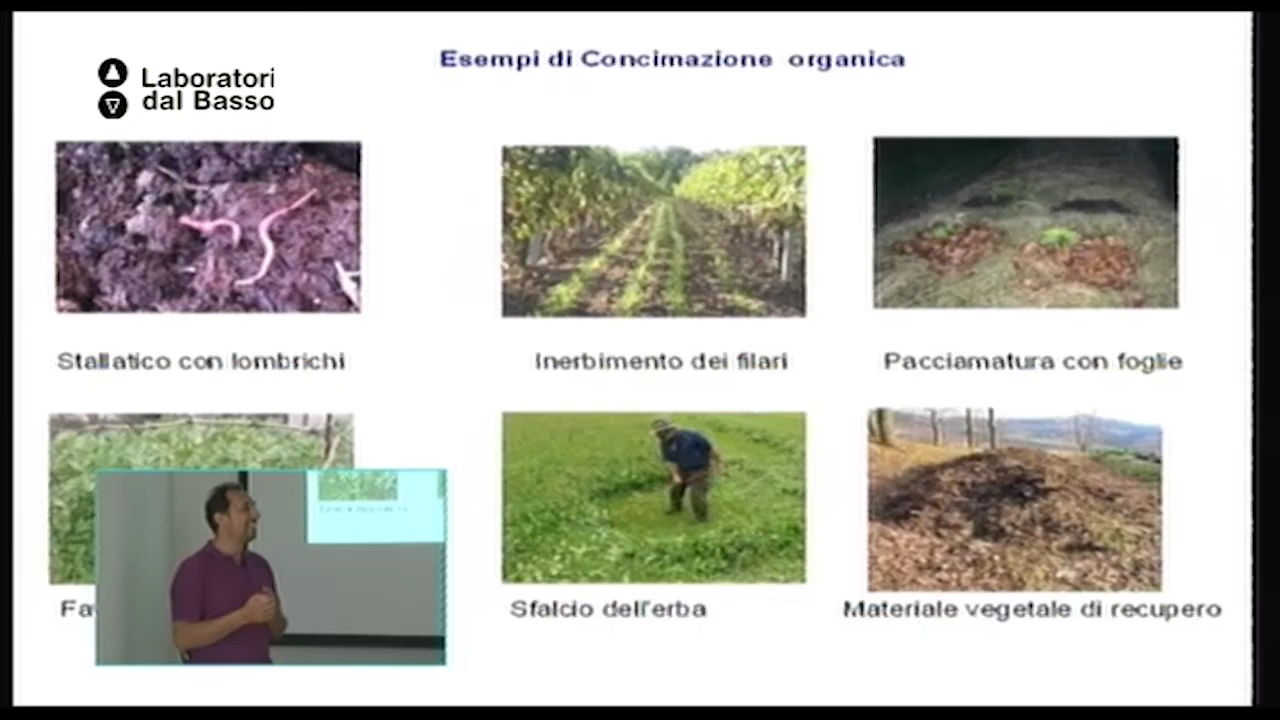 Esempi di Concimazione organica
Laboratori
dal Basso
Stallatico con lombrichi
Inerbimento dei filari
Pacciamatura con foglie
Sfalcio dell'erba
Materiale vegetale di recupero